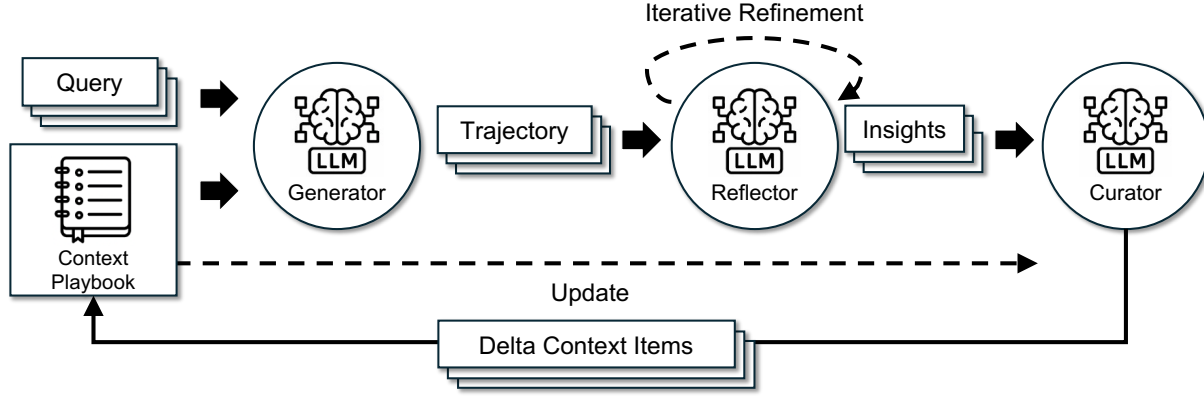 Iterative Refinement
Query
LLM
Generator
Trajectory
LLM
Reflector
Insights
LLM
Curator
Context
Playbook
Update
Delta Context Items